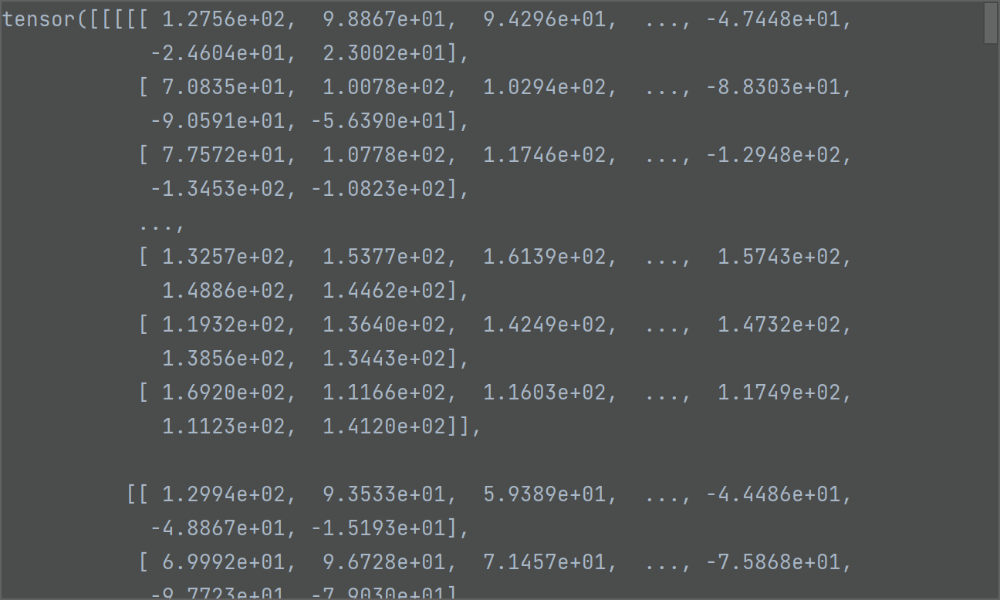 tensor([[[[[ 1.2756e+02,  9.8867e+01,  9.4296e+01,  ..., -4.7448e+01,
            -2.4604e+01,  2.3002e+01],
           [ 7.0835e+01,  1.0078e+02,  1.0294e+02,  ..., -8.8303e+01,
            -9.0591e+01, -5.6390e+01],
           [ 7.7572e+01,  1.0778e+02,  1.1746e+02,  ..., -1.2948e+02,
            -1.3453e+02, -1.0823e+02],
           ...,
           [ 1.3257e+02,  1.5377e+02,  1.6139e+02,  ...,  1.5743e+02,
             1.4886e+02,  1.4462e+02],
           [ 1.1932e+02,  1.3640e+02,  1.4249e+02,  ...,  1.4732e+02,
             1.3856e+02,  1.3443e+02],
           [ 1.6920e+02,  1.1166e+02,  1.1603e+02,  ...,  1.1749e+02,
             1.1123e+02,  1.4120e+02]],

          [[ 1.2994e+02,  9.3533e+01,  5.9389e+01,  ..., -4.4486e+01,
            -4.8867e+01, -1.5193e+01],
           [ 6.9992e+01,  9.6728e+01,  7.1457e+01,  ..., -7.5868e+01,
            -9.7723e+01, -7.9030e+01]